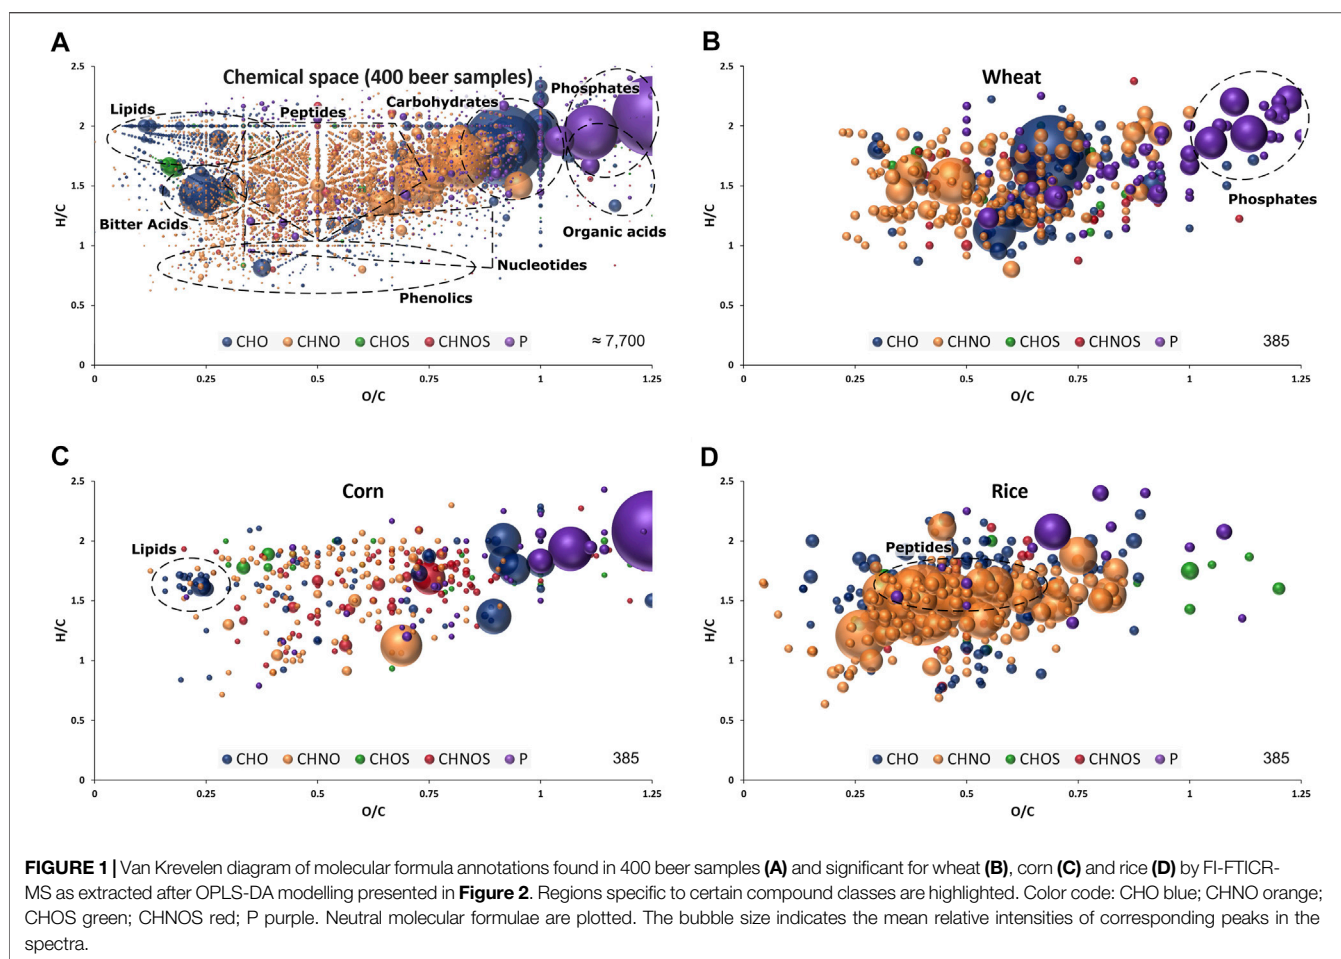 A
Chemical space (400 beer samples)
Lipids
Peptides
Carbohydrates
Phosphates
Bitter Acids
Organic acids
Nucleotides
Phenolics
H/C
2.5
2
1.5
1
0.5
0
CHO CHNO CHOS CHNOS P
≈ 7,700
0 0.25 0.5 0.75 1 1.25
O/C
B
Wheat
Phosphates
H/C
2.5
2
1.5
1
0.5
0
CHO CHNO CHOS CHNOS P
385
0 0.25 0.5 0.75 1 1.25
O/C
C
Corn
Lipids
H/C
2.5
2
1.5
1
0.5
0
CHO CHNO CHOS CHNOS P
385
0 0.25 0.5 0.75 1 1.25
O/C
D
Rice
Peptides
H/C
2.5
2
1.5
1
0.5
0
CHO CHNO CHOS CHNOS P
385
0 0.25 0.5 0.75 1 1.25
O/C
FIGURE 1 | Van Krevelen diagram of molecular formula annotations found in 400 beer samples (A) and significant for wheat (B), corn (C) and rice (D) by FI-FTICR-
MS as extracted after OPLS-DA modelling presented in Figure 2. Regions specific to certain compound classes are highlighted. Color code: CHO blue; CHNO orange;
CHOS green; CHNOS red; P purple. Neutral molecular formulae are plotted. The bubble size indicates the mean relative intensities of corresponding peaks in the
spectra.